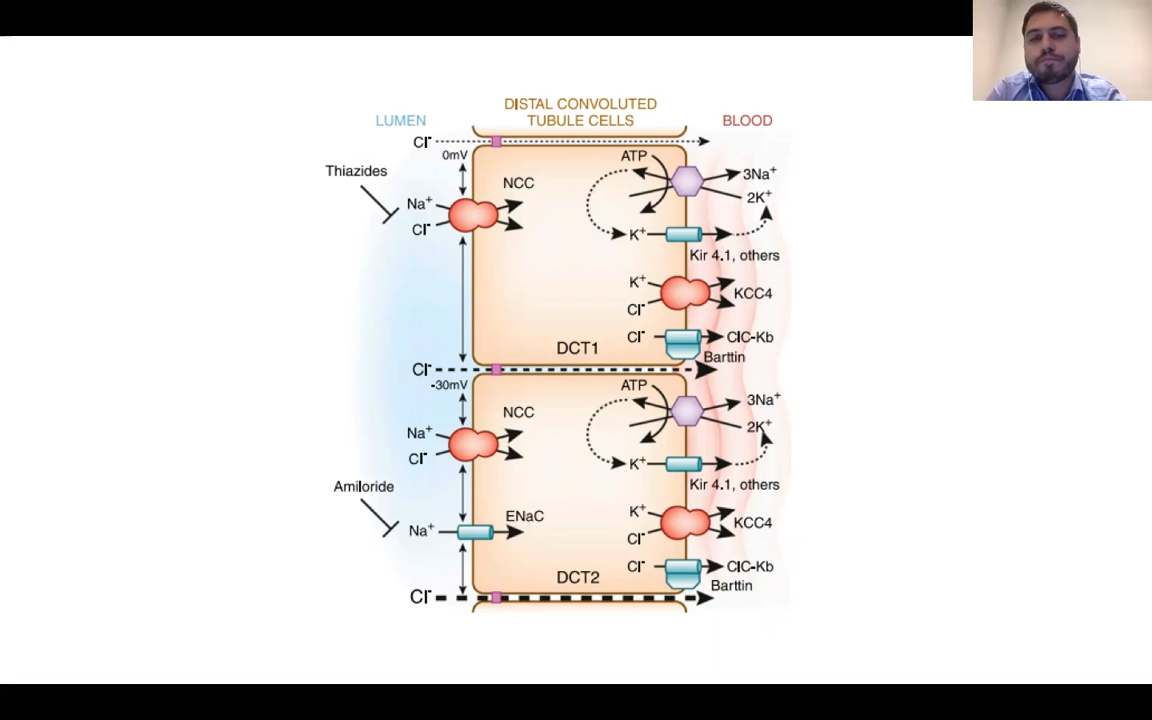 DISTAL CONVOLUTED
TUBULE CELLS
LUMEN
BLOOD
Cl-
0mV
ATP
3Na+
2K+
Thiazides
NCC
Na+
Cl-
K+
Kir 4.1, others
K+
Cl-
KCC4
Cl-
ClC-Kb
Barttin
DCT1
Cl-
-30mV
ATP
3Na+
2K+
NCC
Na+
Cl-
K+
Kir 4.1, others
Amiloride
Na+
ENaC
K+
Cl-
KCC4
Cl-
ClC-Kb
Barttin
DCT2
Cl-